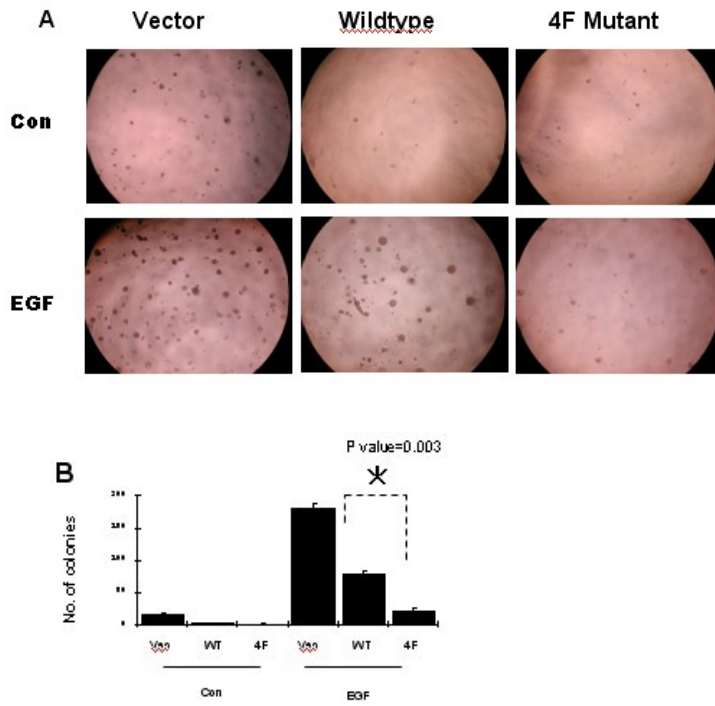 A
Vector
Wildtype
4F Mutant
Con
EGF
P value=0.003
B
No. of colonies
Vec
WT
4F
Vec
WT
4F
Con
EGF